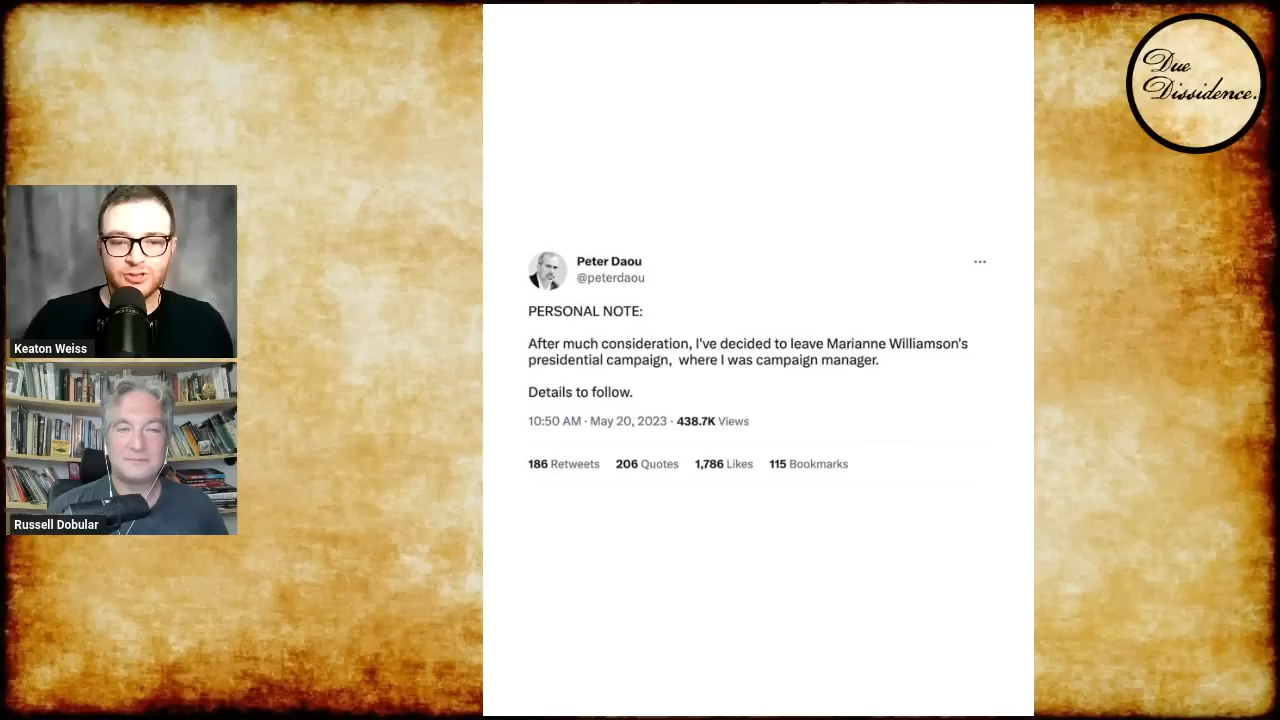 Due
Dissidence.
Keaton Weiss
Russell Dobular
Peter Daou
@peterdaou
PERSONAL NOTE:
After much consideration, I've decided to leave Marianne Williamson's
presidential campaign,  where I was campaign manager.
Details to follow.
10:50 AM · May 20, 2023 · 438.7K Views
186 Retweets 206 Quotes 1,786 Likes 115 Bookmarks